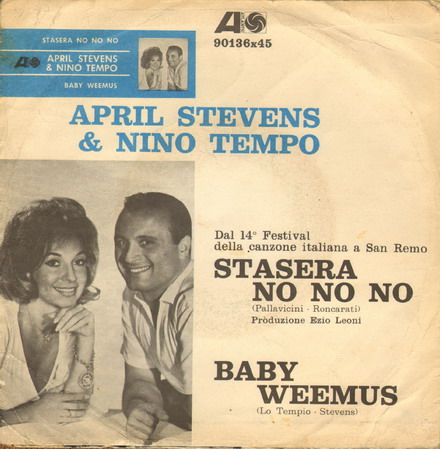 STASERA NO NO NO
APRIL STEVENS
& NINO TEMPO
BABY WEEMUS
90136x45
APRIL STEVENS
& NINO TEMPO
Dal 14° Festival
della canzone italiana a San Remo
STASERA
NO NO NO
(Pallavicini - Roncarati)
Produzione Ezio Leoni
BABY
WEEMUS
(Lo Tempio - Stevens)